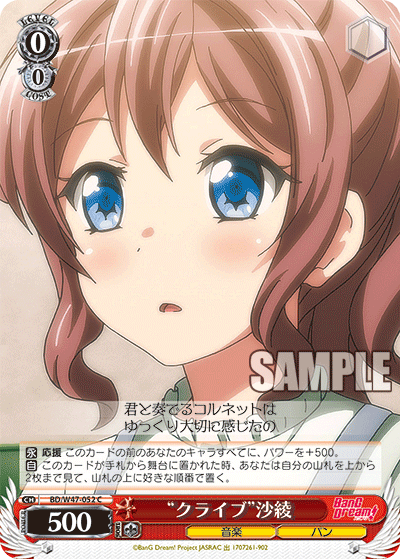 LEVEL
0
0
COST
SAMPLE
君と奏でるコルネットは
ゆっくり大切に感じたの
永 応援 このカードの前のあなたのキャラすべてに、パワーを+500。
自 このカードが手札から舞台に置かれた時、あなたは自分の山札を上から
2枚まで見て、山札の上に好きな順番で置く。
CH BD/W47-052 C
500
“クライブ”沙綾
BanG Dream!
音楽 パン
©BanG Dream! Project JASRAC 出 1707261-902